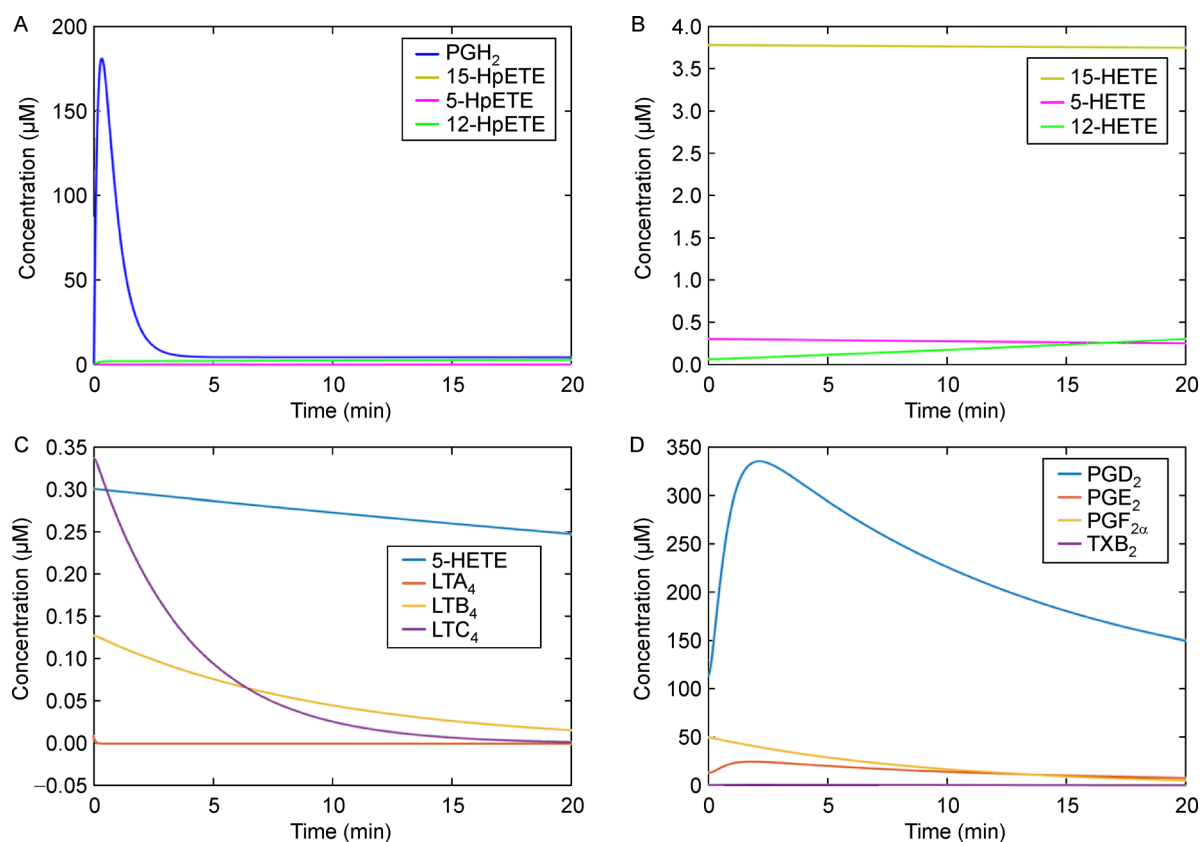 A
200
150
100
50
0
0
5
10
15
20
Concentration (µM)
Time (min)
PGH₂
15-HpETE
5-HpETE
12-HpETE
B
4.0
3.5
3.0
2.5
2.0
1.5
1.0
0.5
0.0
0
5
10
15
20
Concentration (µM)
Time (min)
15-HETE
5-HETE
12-HETE
C
0.35
0.30
0.25
0.20
0.15
0.10
0.05
0.00
−0.05
0
5
10
15
20
Concentration (µM)
Time (min)
5-HETE
LTA₄
LTB₄
LTC₄
D
350
300
250
200
150
100
50
0
0
5
10
15
20
Concentration (µM)
Time (min)
PGD₂
PGE₂
PGF₂α
TXB₂